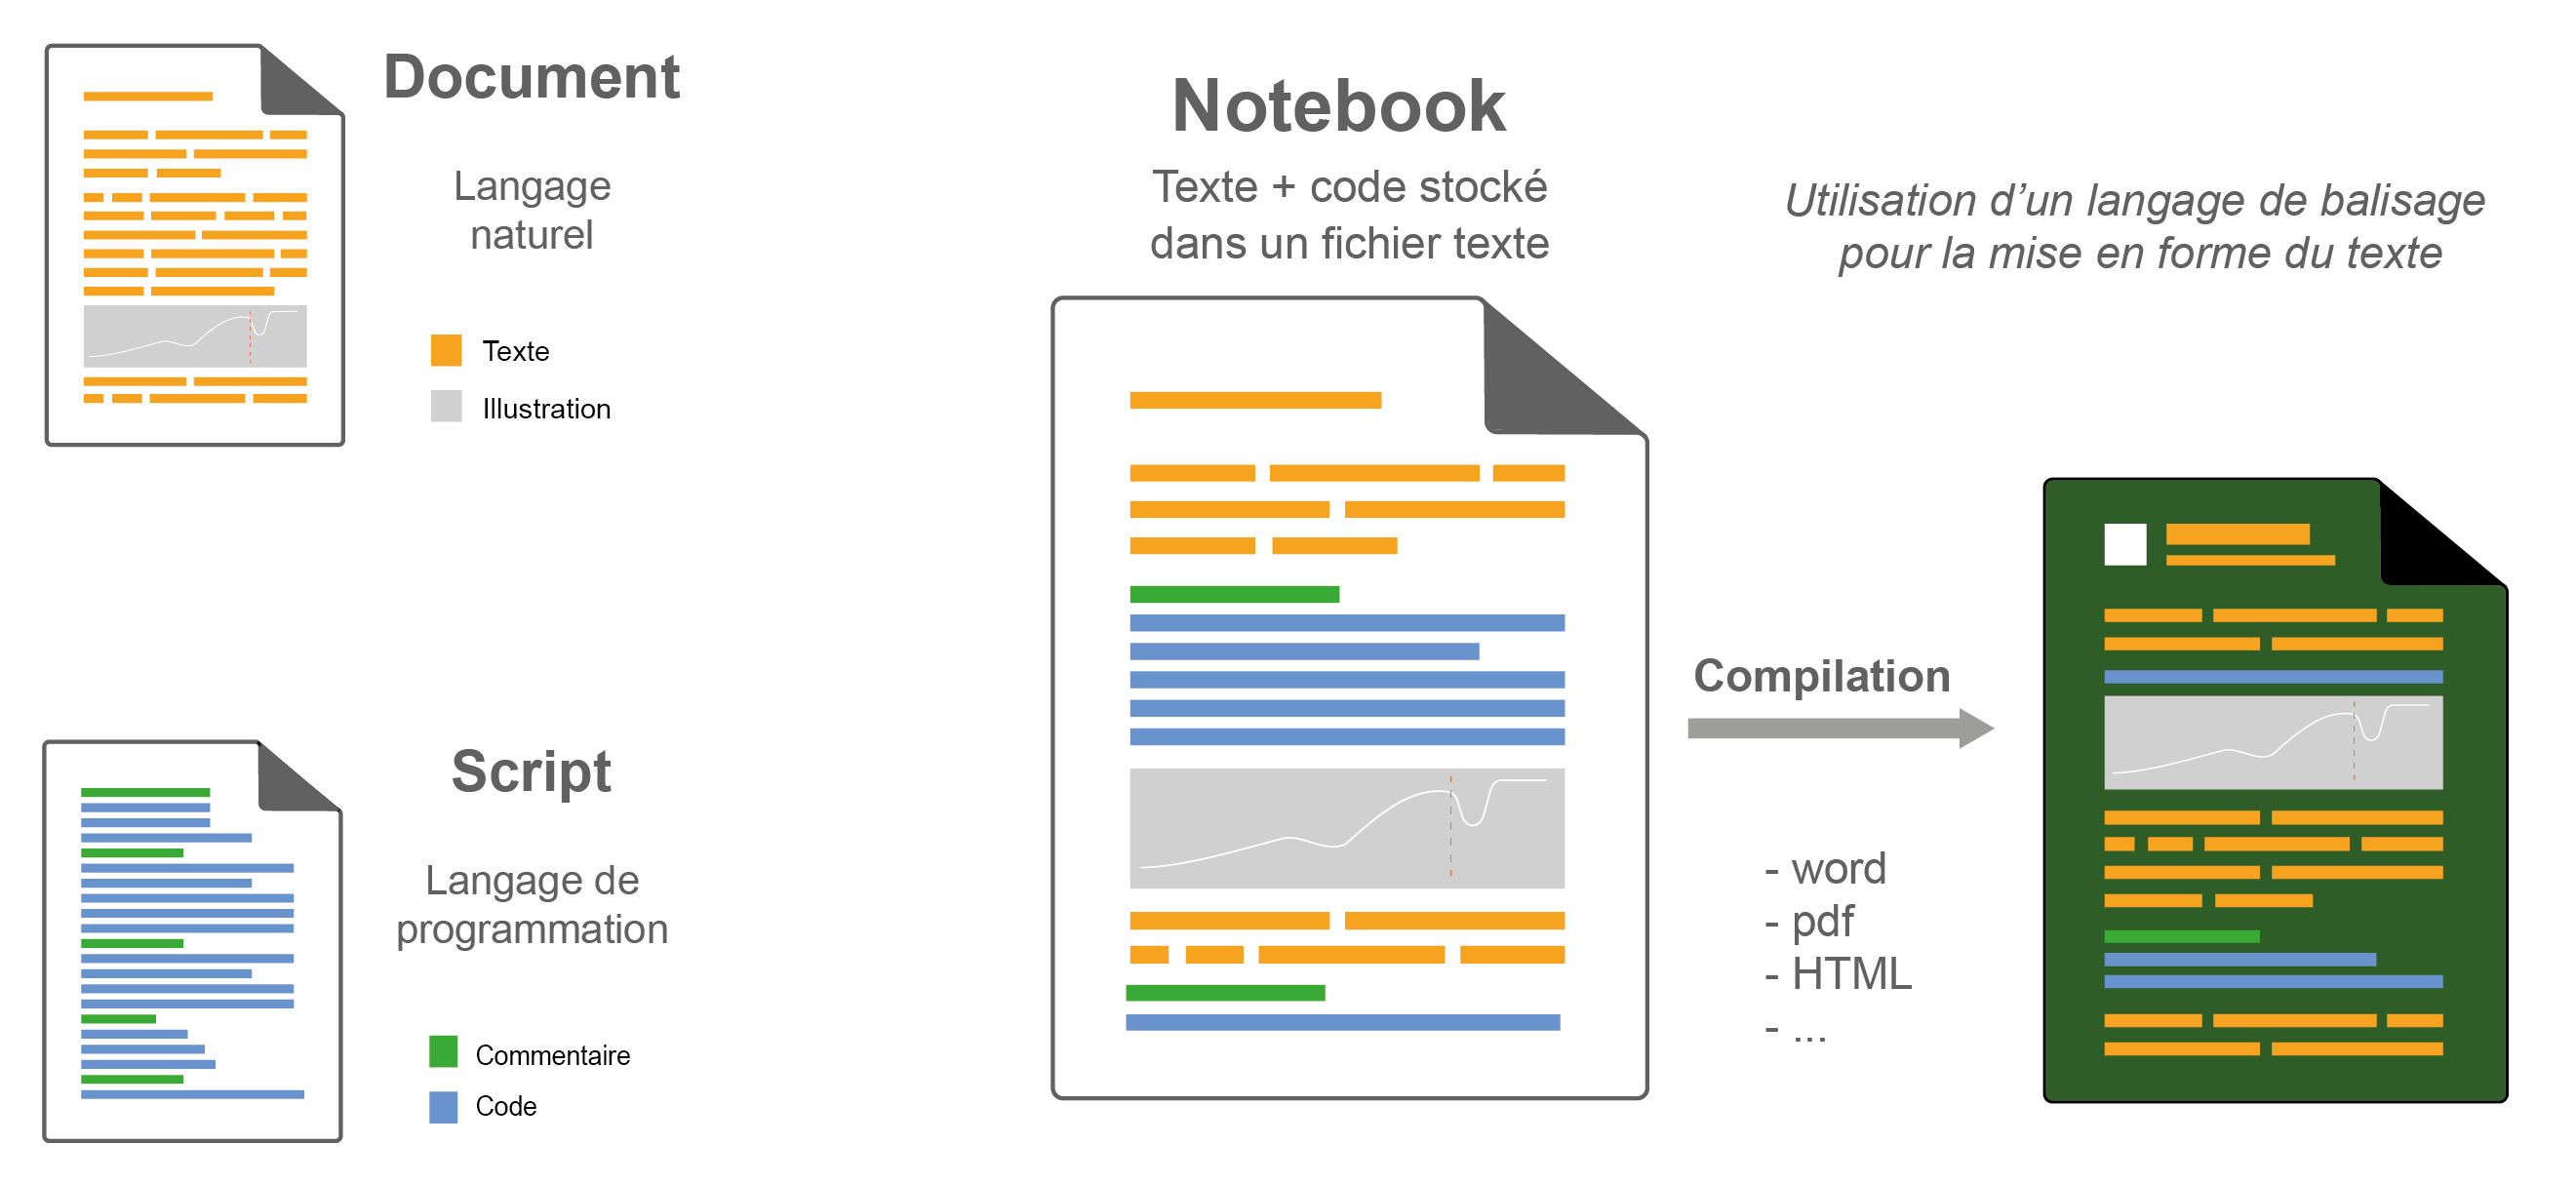 Document
Langage
naturel
Texte
Illustration
Script
Langage de
programmation
Commentaire
Code
Notebook
Texte + code stocké
dans un fichier texte
Utilisation d’un langage de balisage
pour la mise en forme du texte
Compilation
- word
- pdf
- HTML
- ...